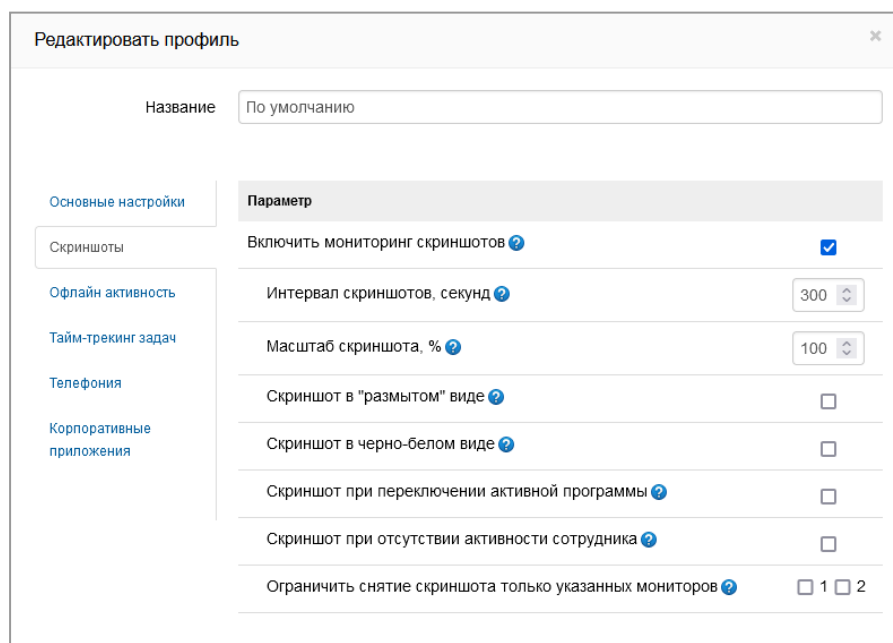 Редактировать профиль
Название
По умолчанию
Основные настройки
Скриншоты
Офлайн активность
Тайм-трекинг задач
Телефония
Корпоративные
приложения
Параметр
Включить мониторинг скриншотов
Интервал скриншотов, секунд
300
Масштаб скриншота, %
100
Скриншот в "размытом" виде
Скриншот в черно-белом виде
Скриншот при переключении активной программы
Скриншот при отсутствии активности сотрудника
Ограничить снятие скриншота только указанных мониторов
1 2